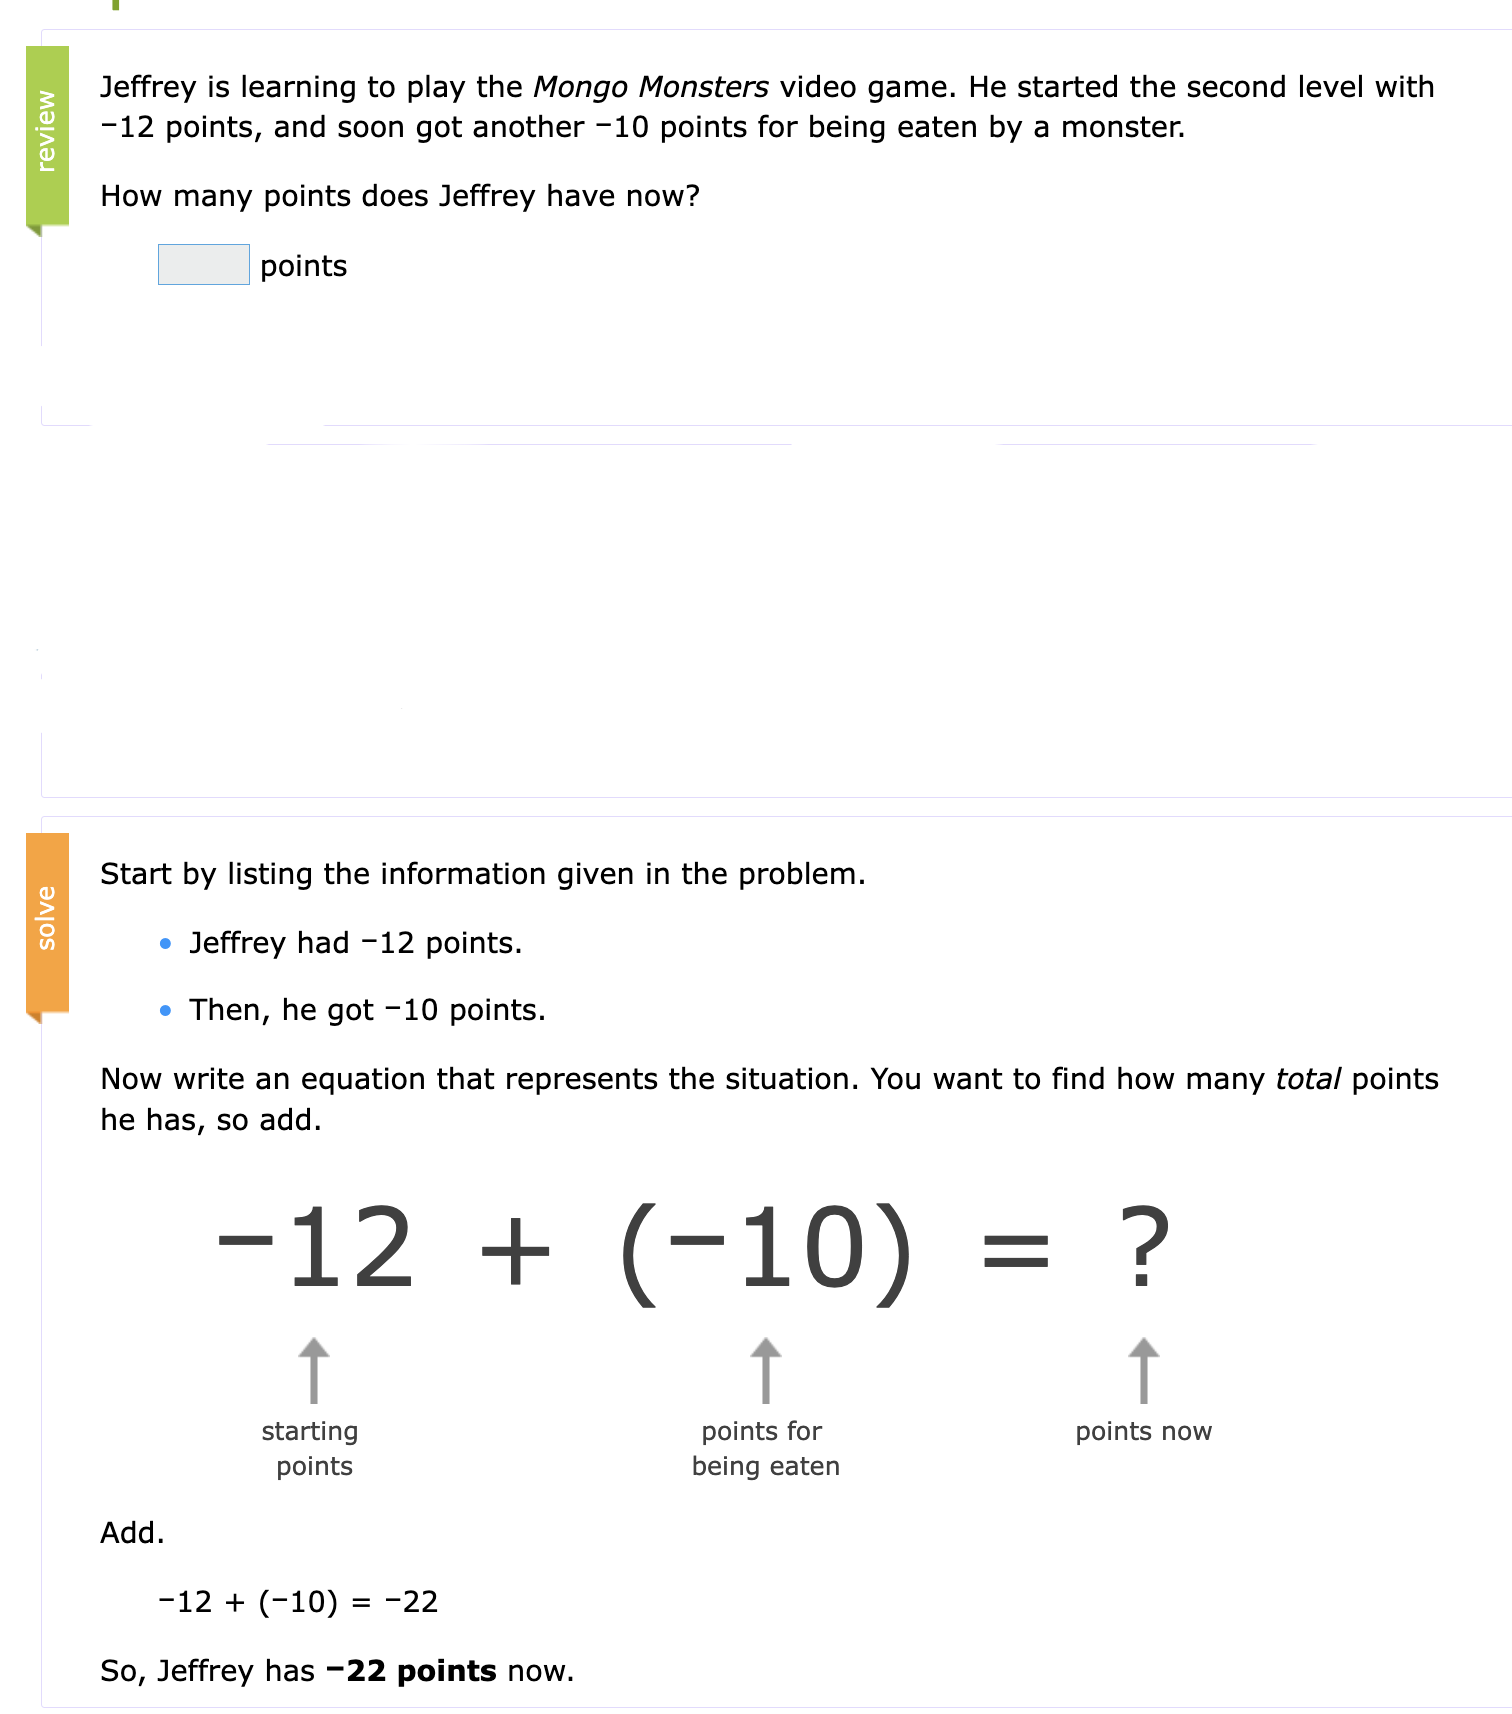 review
Jeffrey is learning to play the Mongo Monsters video game. He started the second level with
−12 points, and soon got another −10 points for being eaten by a monster.
How many points does Jeffrey have now?
points
solve
Start by listing the information given in the problem.
• Jeffrey had −12 points.
• Then, he got −10 points.
Now write an equation that represents the situation. You want to find how many total points
he has, so add.
−12 + (−10) = ?
starting
points
points for
being eaten
points now
Add.
−12 + (−10) = −22
So, Jeffrey has −22 points now.